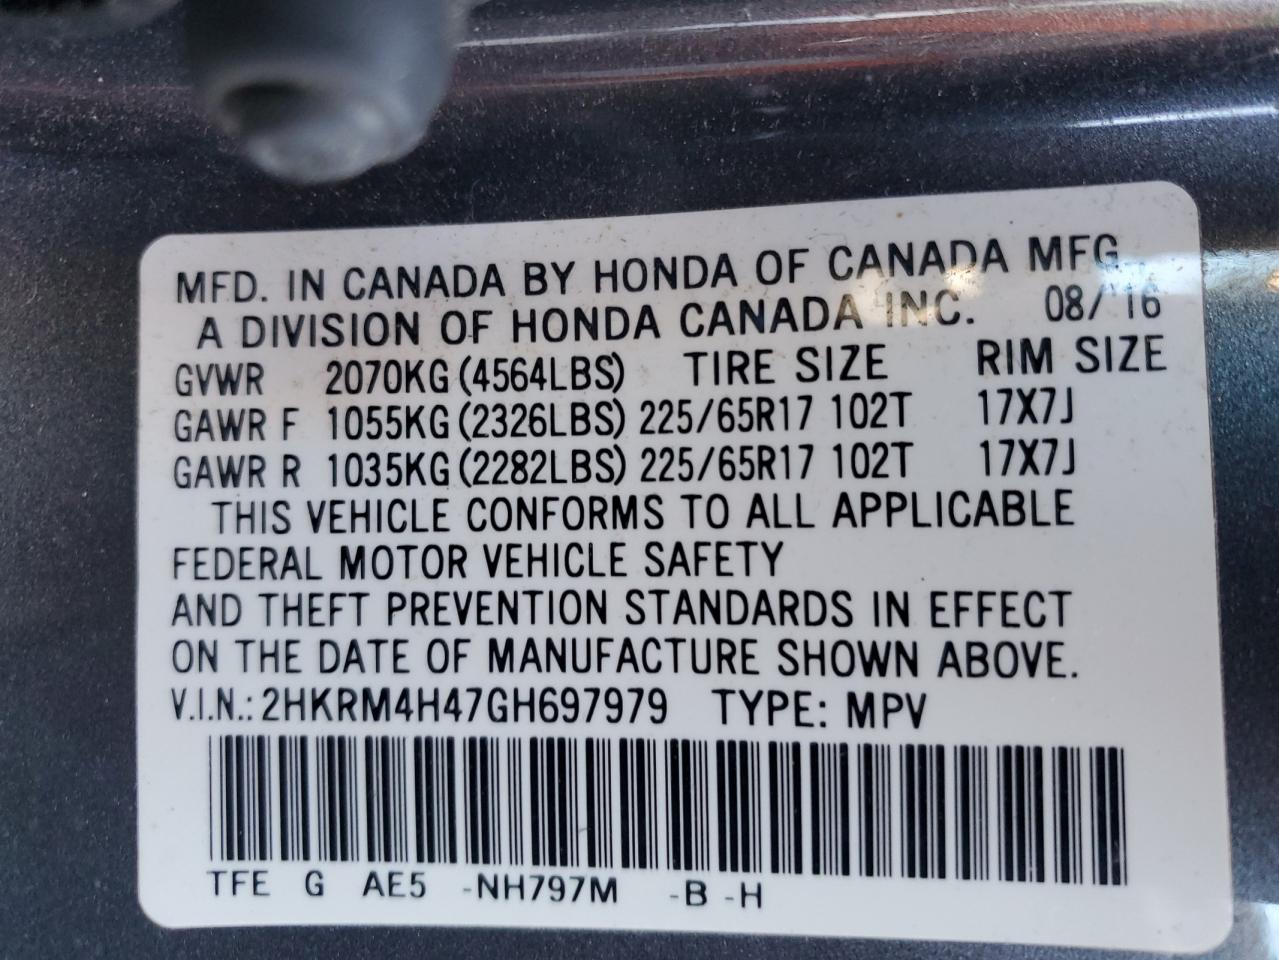 MFD. IN CANADA BY HONDA OF CANADA MFG.
A DIVISION OF HONDA CANADA INC. 08/16
GVWR 2070KG (4564LBS) TIRE SIZE RIM SIZE
GAWR F 1055KG (2326LBS) 225/65R17 102T 17X7J
GAWR R 1035KG (2282LBS) 225/65R17 102T 17X7J
THIS VEHICLE CONFORMS TO ALL APPLICABLE
FEDERAL MOTOR VEHICLE SAFETY
AND THEFT PREVENTION STANDARDS IN EFFECT
ON THE DATE OF MANUFACTURE SHOWN ABOVE.
V.I.N.: 2HKRM4H47GH697979 TYPE: MPV
TFE G AE5 -NH797M -B -H